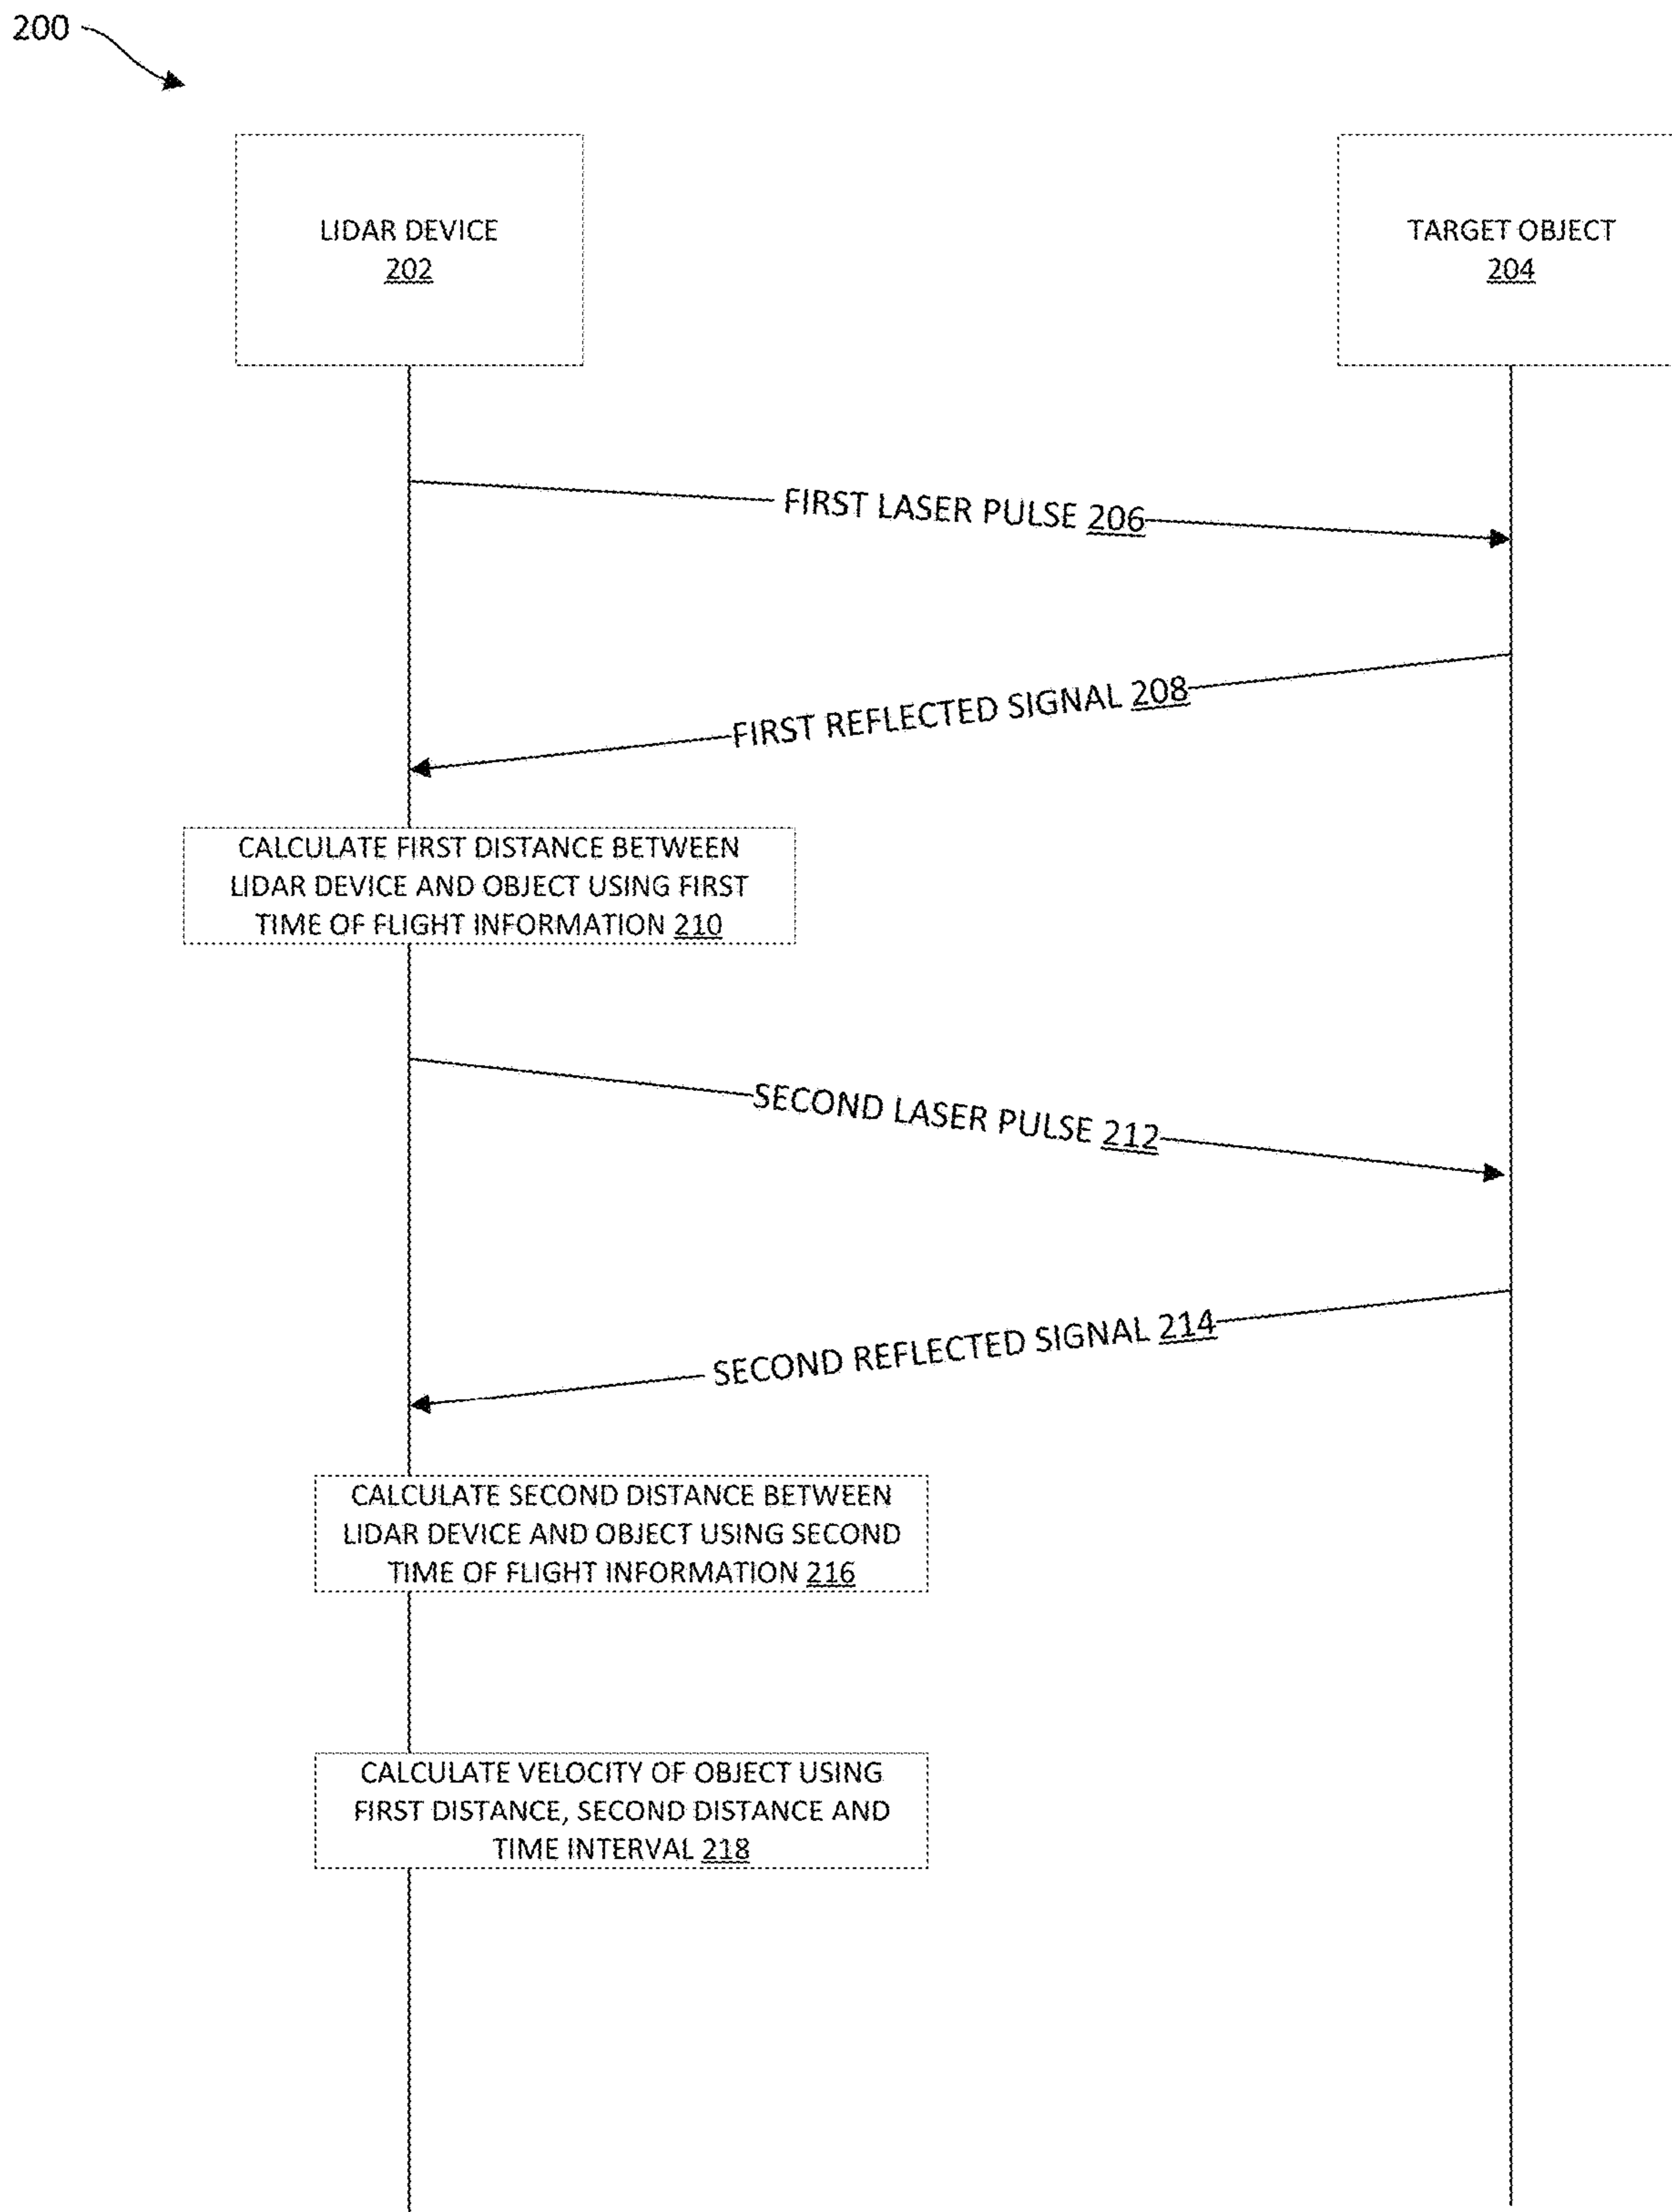 200
LIDAR DEVICE
202
TARGET OBJECT
204
FIRST LASER PULSE 206
FIRST REFLECTED SIGNAL 208
CALCULATE FIRST DISTANCE BETWEEN
LIDAR DEVICE AND OBJECT USING FIRST
TIME OF FLIGHT INFORMATION 210
SECOND LASER PULSE 212
SECOND REFLECTED SIGNAL 214
CALCULATE SECOND DISTANCE BETWEEN
LIDAR DEVICE AND OBJECT USING SECOND
TIME OF FLIGHT INFORMATION 216
CALCULATE VELOCITY OF OBJECT USING
FIRST DISTANCE, SECOND DISTANCE AND
TIME INTERVAL 218